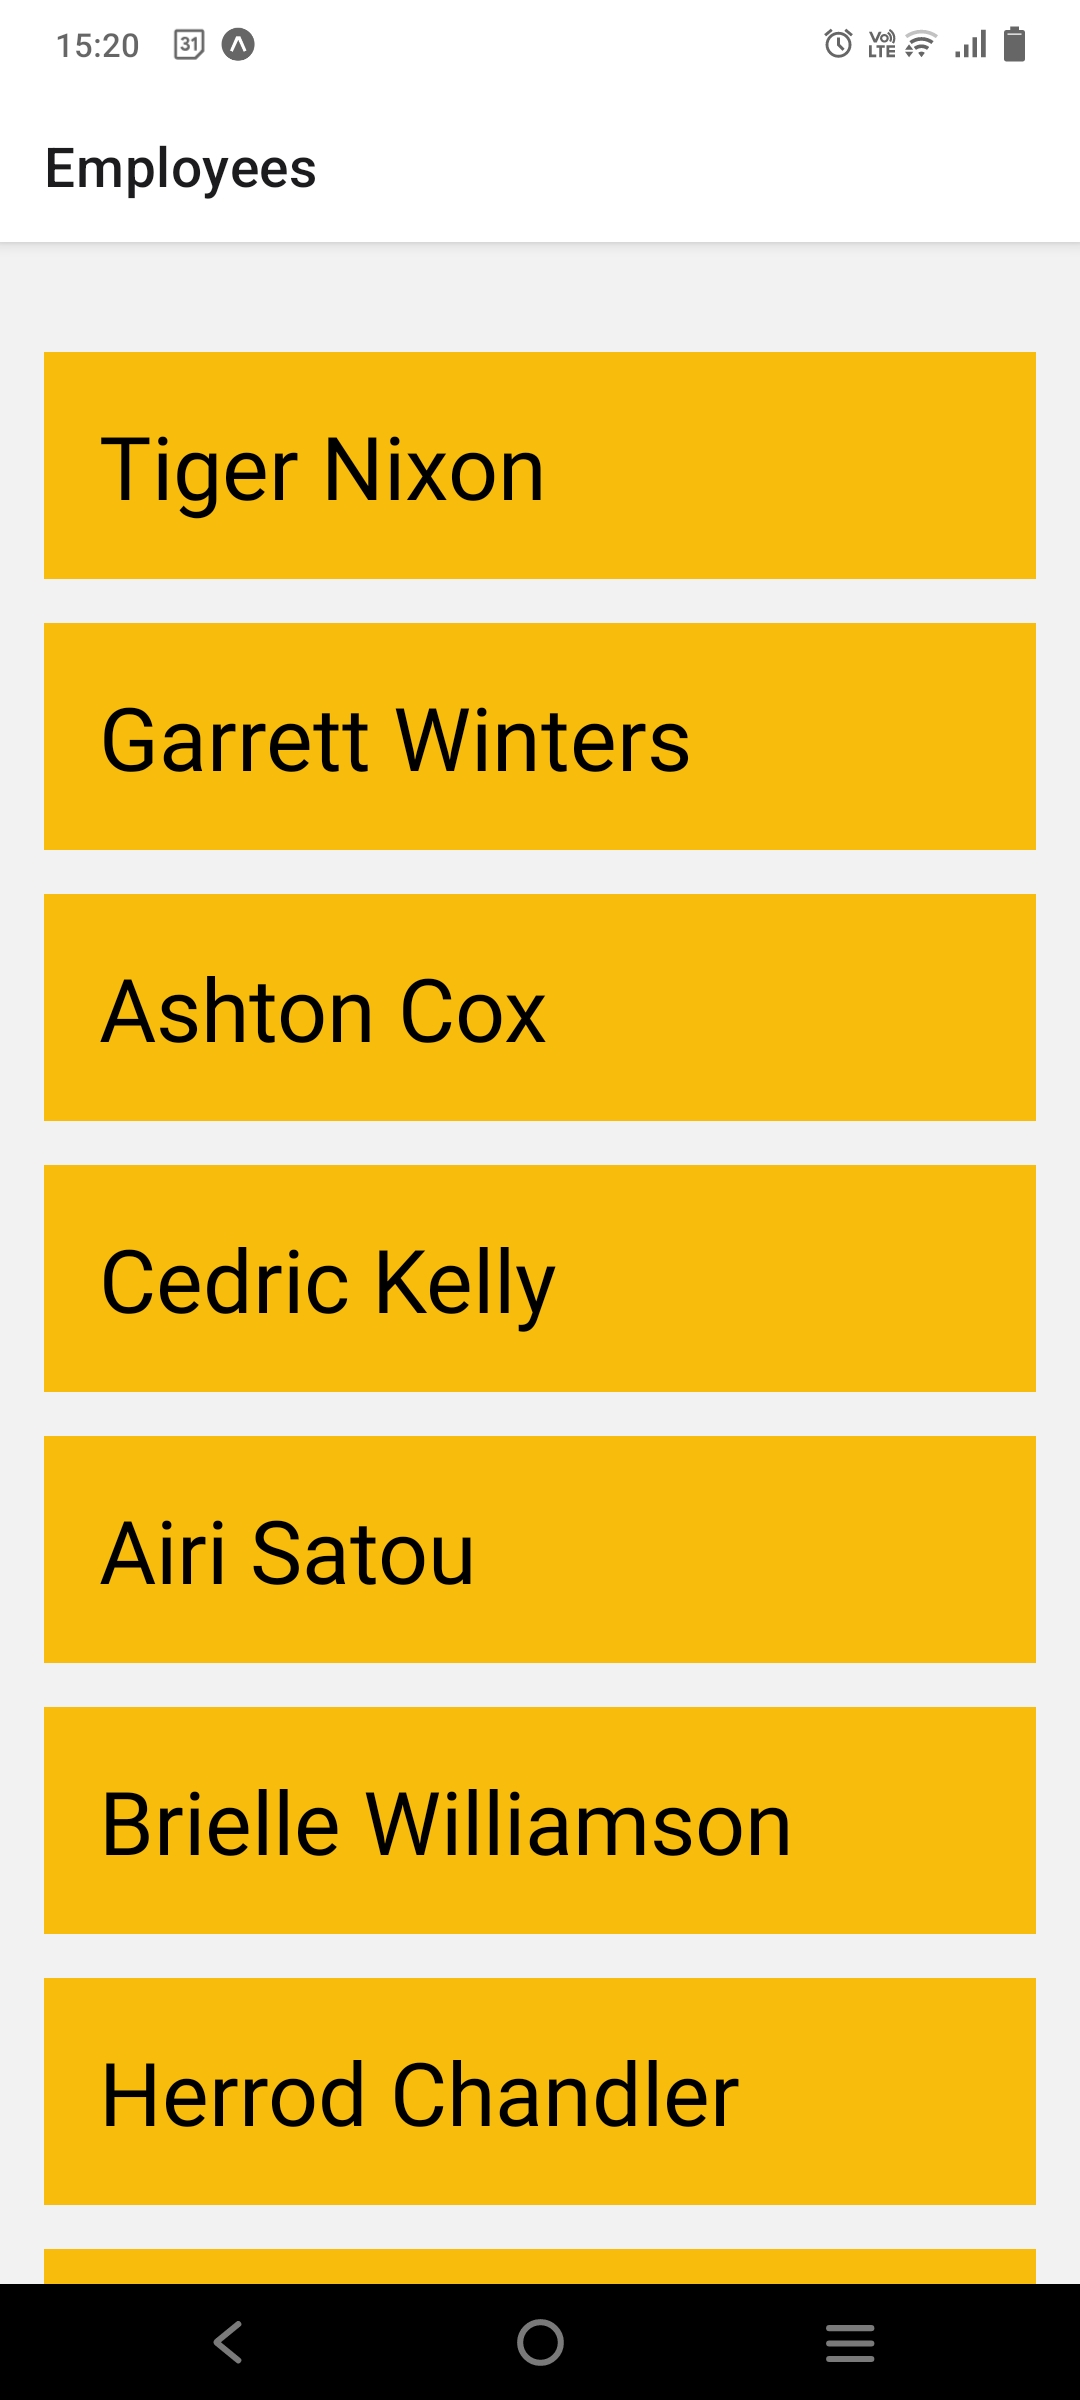 15:20 31 Vo) LTE
Employees
Tiger Nixon
Garrett Winters
Ashton Cox
Cedric Kelly
Airi Satou
Brielle Williamson
Herrod Chandler